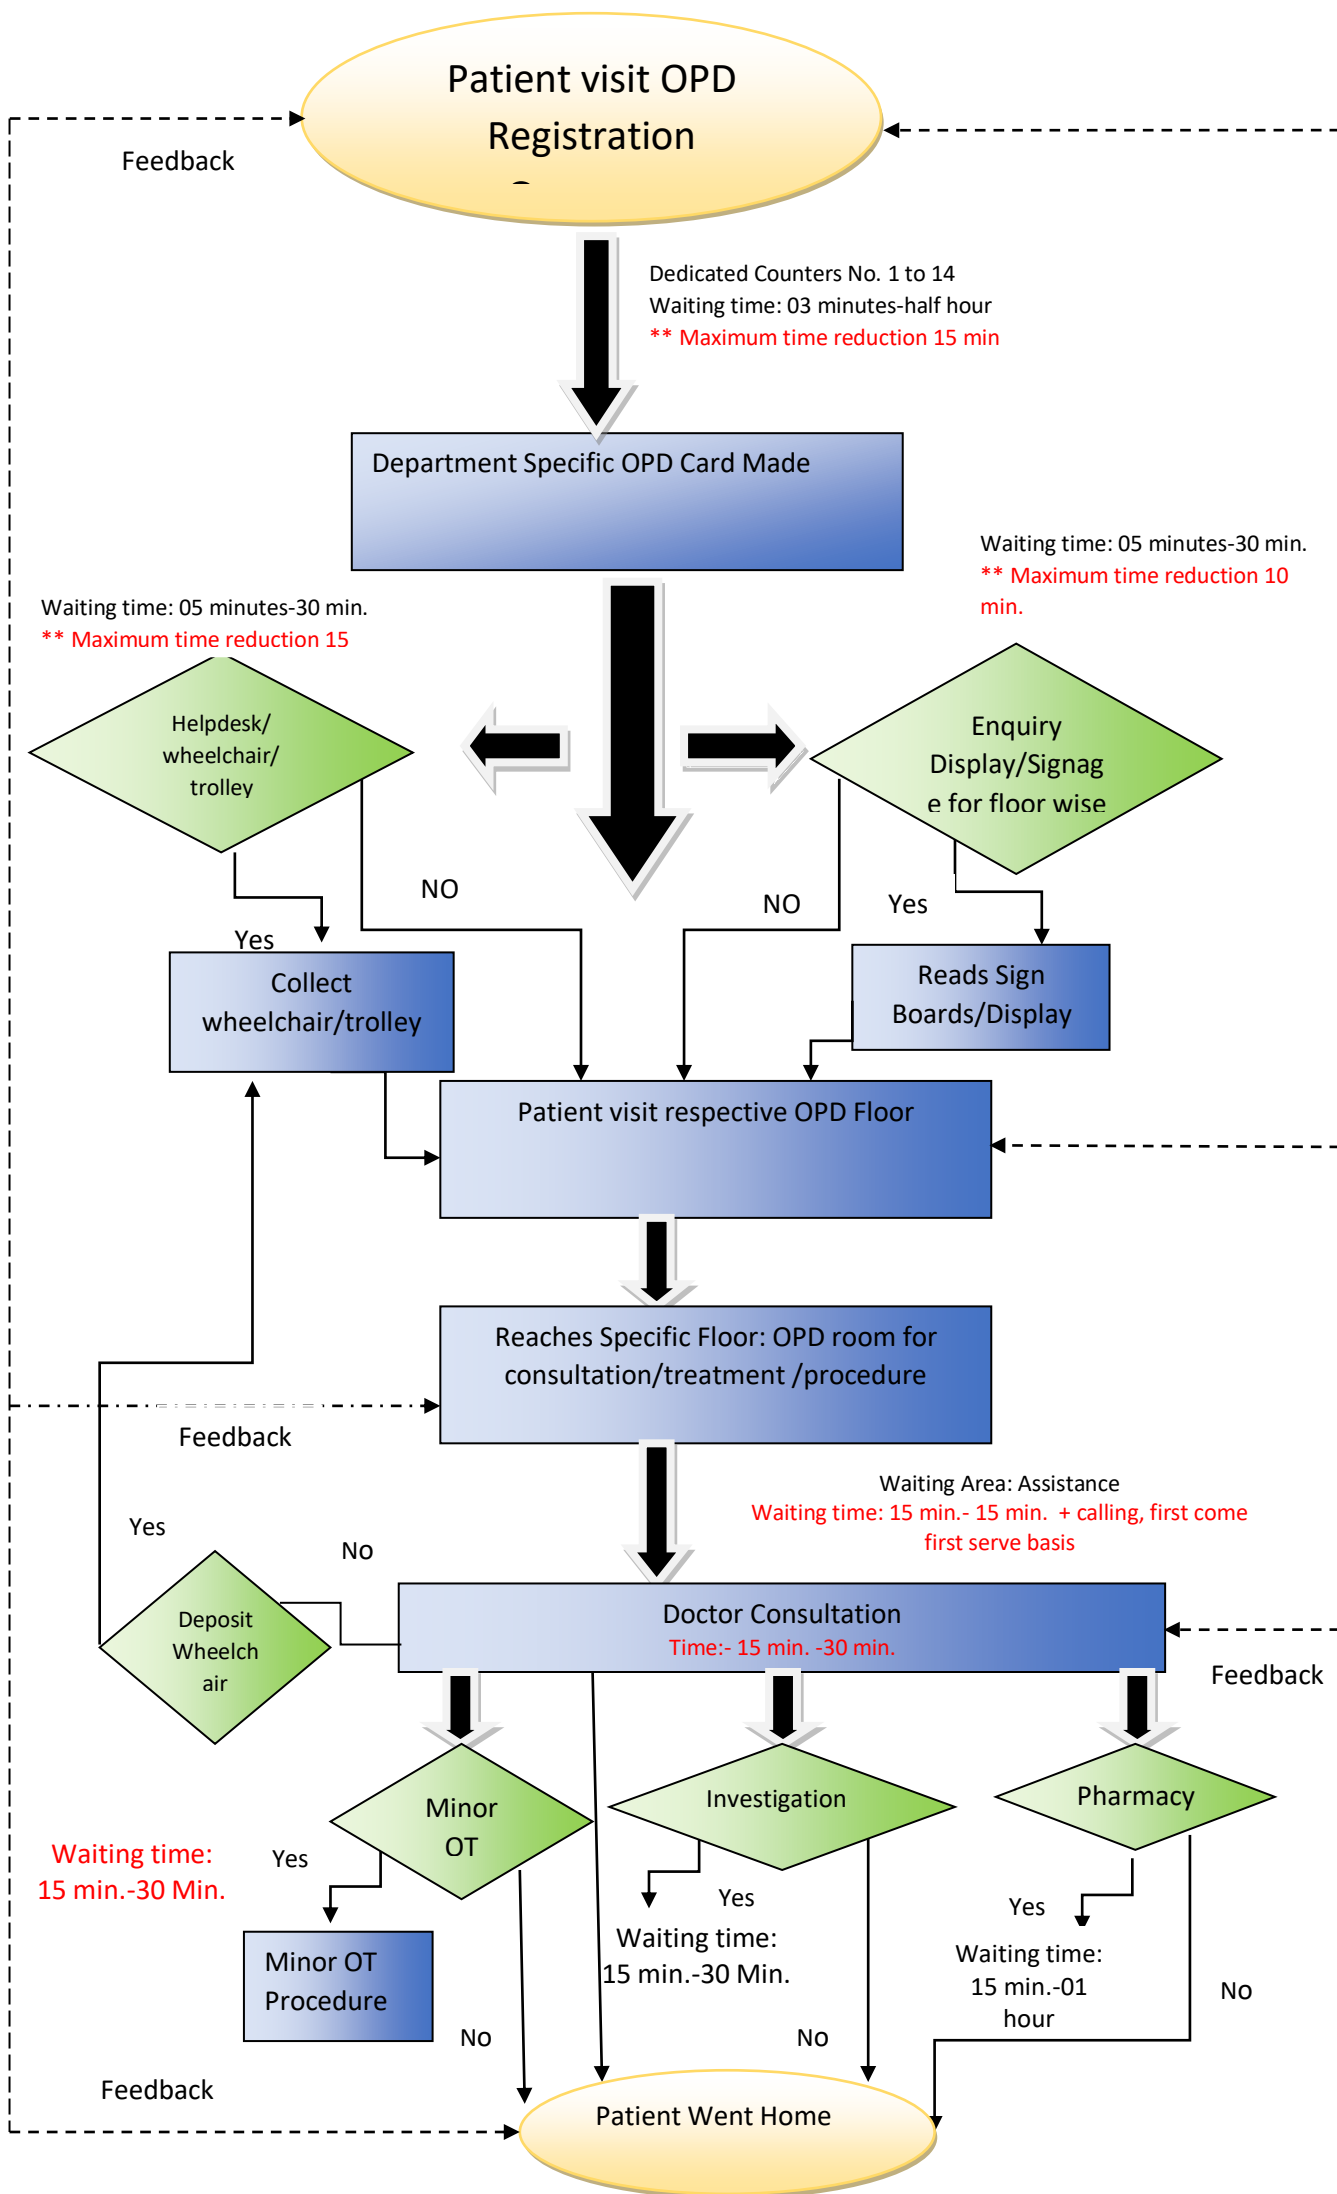 Patient visit OPD
Registration
Feedback
Dedicated Counters No. 1 to 14
Waiting time: 03 minutes-half hour
** Maximum time reduction 15 min
Department Specific OPD Card Made
Waiting time: 05 minutes-30 min.
** Maximum time reduction 10
min.
Waiting time: 05 minutes-30 min.
** Maximum time reduction 15
Helpdesk/
wheelchair/
trolley
Enquiry
Display/Signag
e for floor wise
NO
NO
Yes
Yes
Collect
wheelchair/trolley
Reads Sign
Boards/Display
Patient visit respective OPD Floor
Reaches Specific Floor: OPD room for
consultation/treatment /procedure
Feedback
Waiting Area: Assistance
Waiting time: 15 min.- 15 min.  + calling, first come
first serve basis
Yes
No
Deposit
Wheelch
air
Doctor Consultation
Time:- 15 min. -30 min.
Feedback
Minor
OT
Investigation
Pharmacy
Waiting time:
15 min.-30 Min.
Yes
Yes
Yes
Waiting time:
15 min.-30 Min.
Waiting time:
15 min.-01
hour
Minor OT
Procedure
No
No
No
Feedback
Patient Went Home